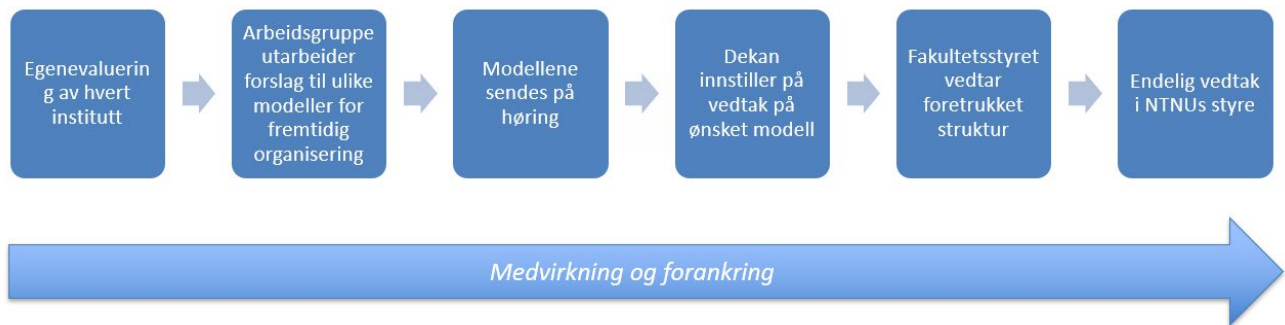 Egenevaluerin
g av hvert
institutt
Arbeidsgruppe
utarbeider
forslag til ulike
modeller for
fremtidig
organisering
Modellene
sendes på
høring
Dekan
innstiller på
vedtak på
ønsket modell
Fakultetsstyret
vedtar
foretrukket
struktur
Endelig vedtak
i NTNUs styre
Medvirkning og forankring